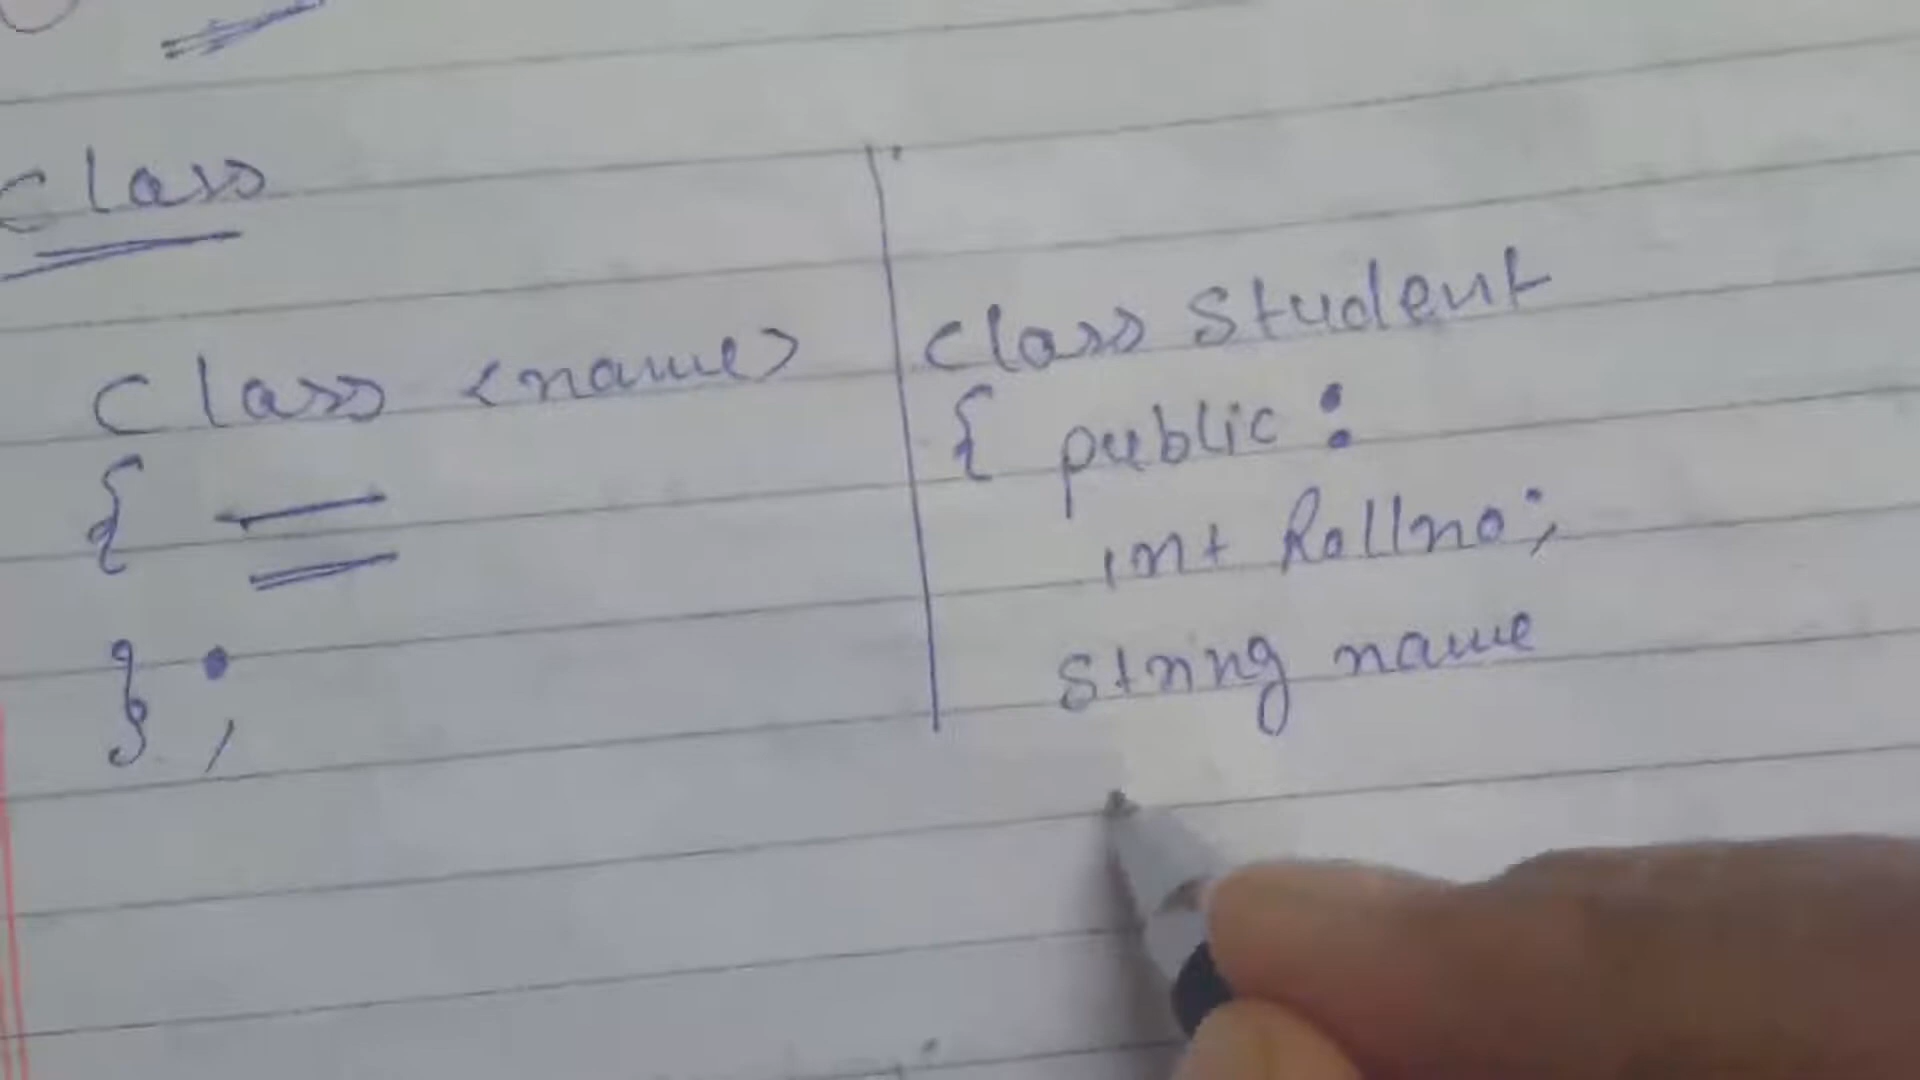 class
class <name>
{
};
class Student
{ public:
int Rollno;
string name